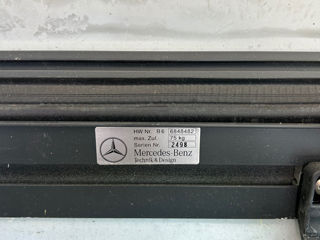 HW Nr. B6 6848482
max. Zul. 75 kg
Serien Nr. 2498
Mercedes-Benz
Technik & Design